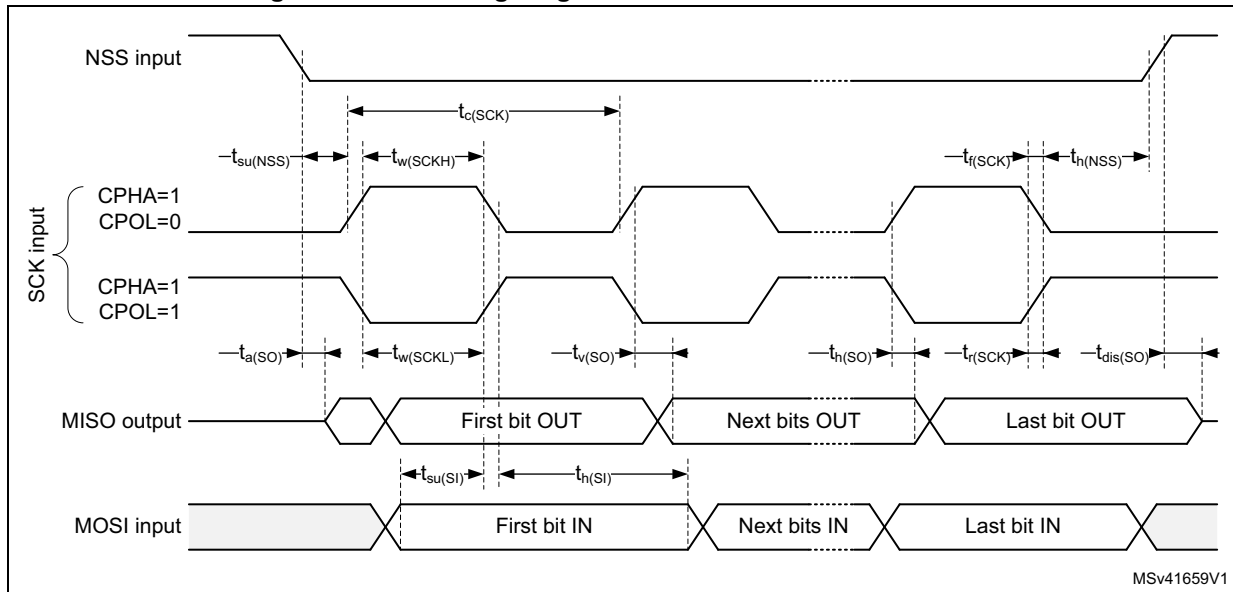 NSS input
tc(SCK)
tsu(NSS) tw(SCKH) tf(SCK) th(NSS)
SCK input
CPHA=1
CPOL=0
CPHA=1
CPOL=1
ta(SO) tw(SCKL) tv(SO) th(SO) tr(SCK) tdis(SO)
MISO output First bit OUT Next bits OUT Last bit OUT
tsu(SI) th(SI)
MOSI input First bit IN Next bits IN Last bit IN
MSv41659V1